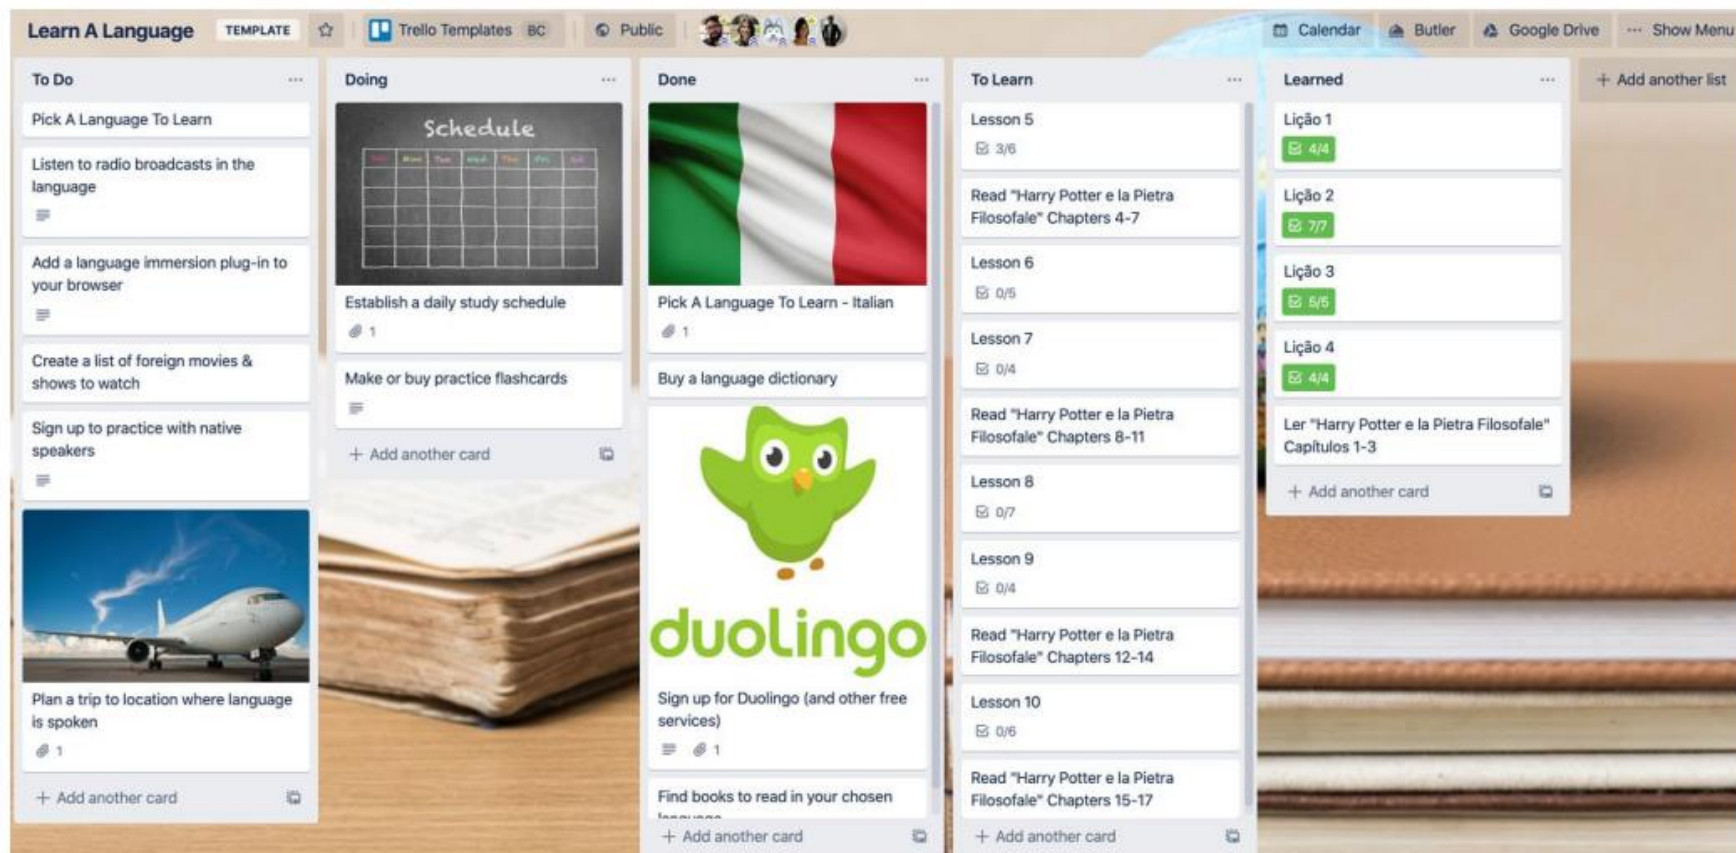 Learn A Language
TEMPLATE
Trello Templates BC
Public
Calendar
Butler
Google Drive
Show Menu
To Do
Pick A Language To Learn
Listen to radio broadcasts in the
language
Add a language immersion plug-in to
your browser
Create a list of foreign movies &
shows to watch
Sign up to practice with native
speakers
Plan a trip to location where language
is spoken
1
+ Add another card
Doing
Schedule
Establish a daily study schedule
1
Make or buy practice flashcards
+ Add another card
Done
Pick A Language To Learn - Italian
1
Buy a language dictionary
duolingo
Sign up for Duolingo (and other free
services)
1
Find books to read in your chosen
+ Add another card
To Learn
Lesson 5
3/6
Read "Harry Potter e la Pietra
Filosofale" Chapters 4-7
Lesson 6
0/5
Lesson 7
0/4
Read "Harry Potter e la Pietra
Filosofale" Chapters 8-11
Lesson 8
0/7
Lesson 9
0/4
Read "Harry Potter e la Pietra
Filosofale" Chapters 12-14
Lesson 10
0/6
Read "Harry Potter e la Pietra
Filosofale" Chapters 15-17
+ Add another card
Learned
Lição 1
4/4
Lição 2
7/7
Lição 3
5/5
Lição 4
4/4
Ler "Harry Potter e la Pietra Filosofale"
Capítulos 1-3
+ Add another card
+ Add another list